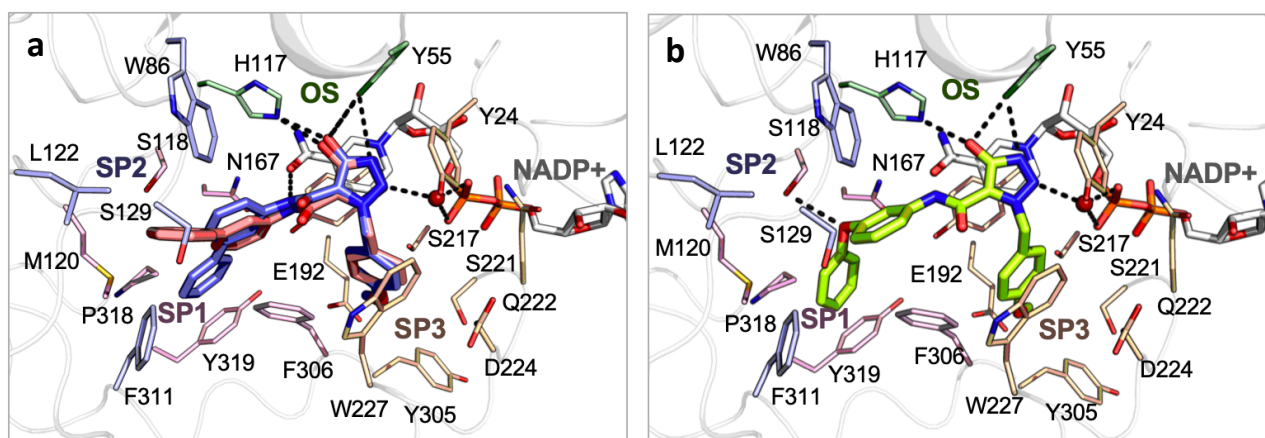 a
W86
H117
Y55
OS
Y24
S118
L122
SP2
N167
NADP+
S129
S217
M120
E192
S221
P318
SP1
Q222
SP3
Y319
F306
D224
F311
W227
Y305
b
W86
H117
Y55
OS
Y24
S118
L122
SP2
N167
NADP+
S129
S217
M120
E192
S221
P318
SP1
Q222
SP3
Y319
F306
D224
F311
W227
Y305